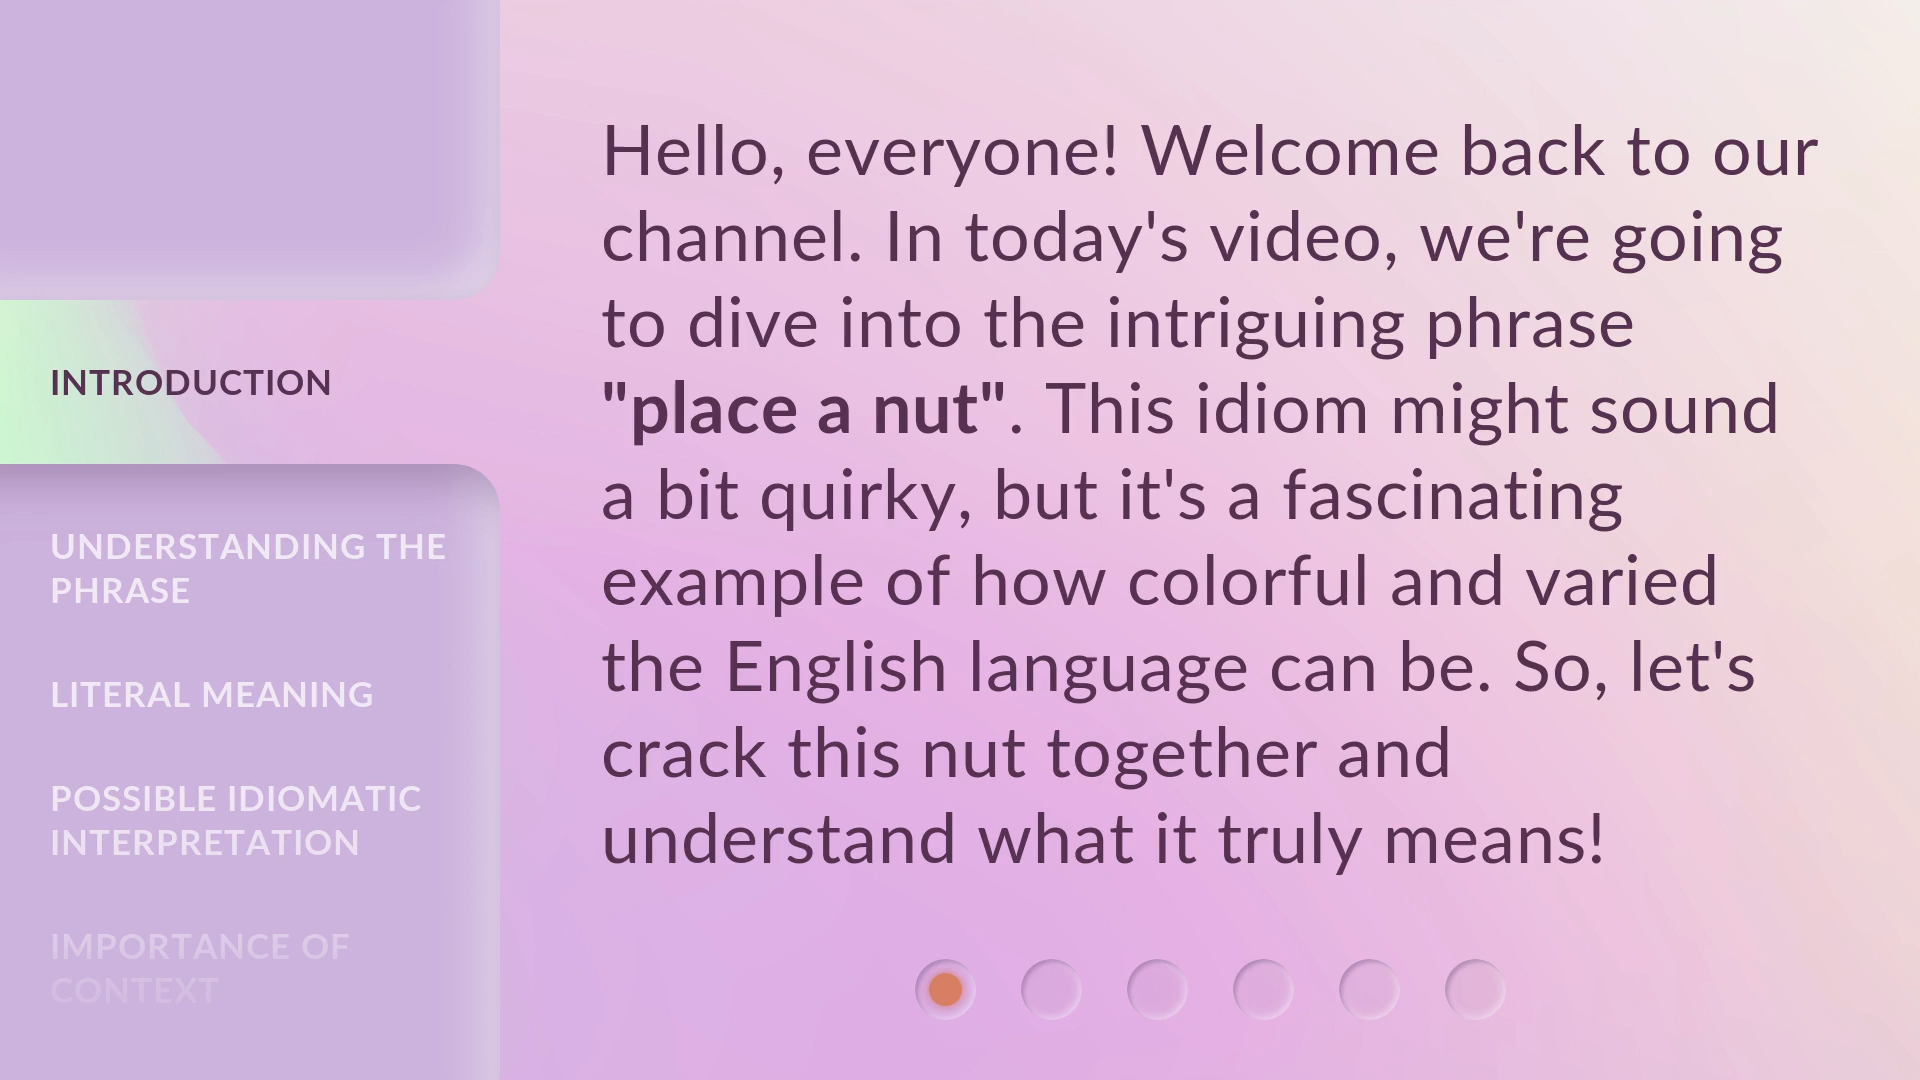 INTRODUCTION
UNDERSTANDING THE
PHRASE
LITERAL MEANING
POSSIBLE IDIOMATIC
INTERPRETATION
IMPORTANCE OF
CONTEXT
Hello, everyone! Welcome back to our
channel. In today's video, we're going
to dive into the intriguing phrase
"place a nut". This idiom might sound
a bit quirky, but it's a fascinating
example of how colorful and varied
the English language can be. So, let's
crack this nut together and
understand what it truly means!